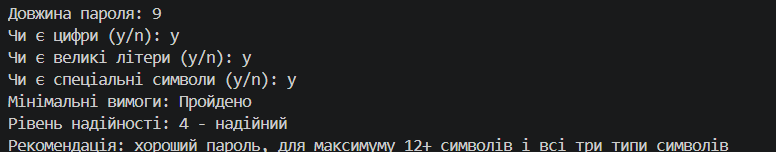 Довжина пароля: 9
Чи є цифри (y/n): y
Чи є великі літери (y/n): y
Чи є спеціальні символи (y/n): y
Мінімальні вимоги: Пройдено
Рівень надійності: 4 - надійний
Рекомендація: хороший пароль, для максимуму 12+ символів і всі три типи символів